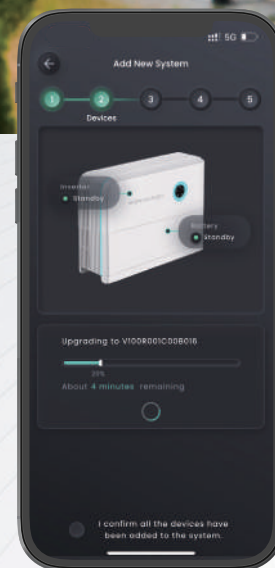 5G
Add New System
1 2 3 4 5
Devices
Inverter
Standby
Battery
Standby
Upgrading to V100R001C00B016
20%
About 4 minutes remaining
I confirm all the devices have
been added to the system.